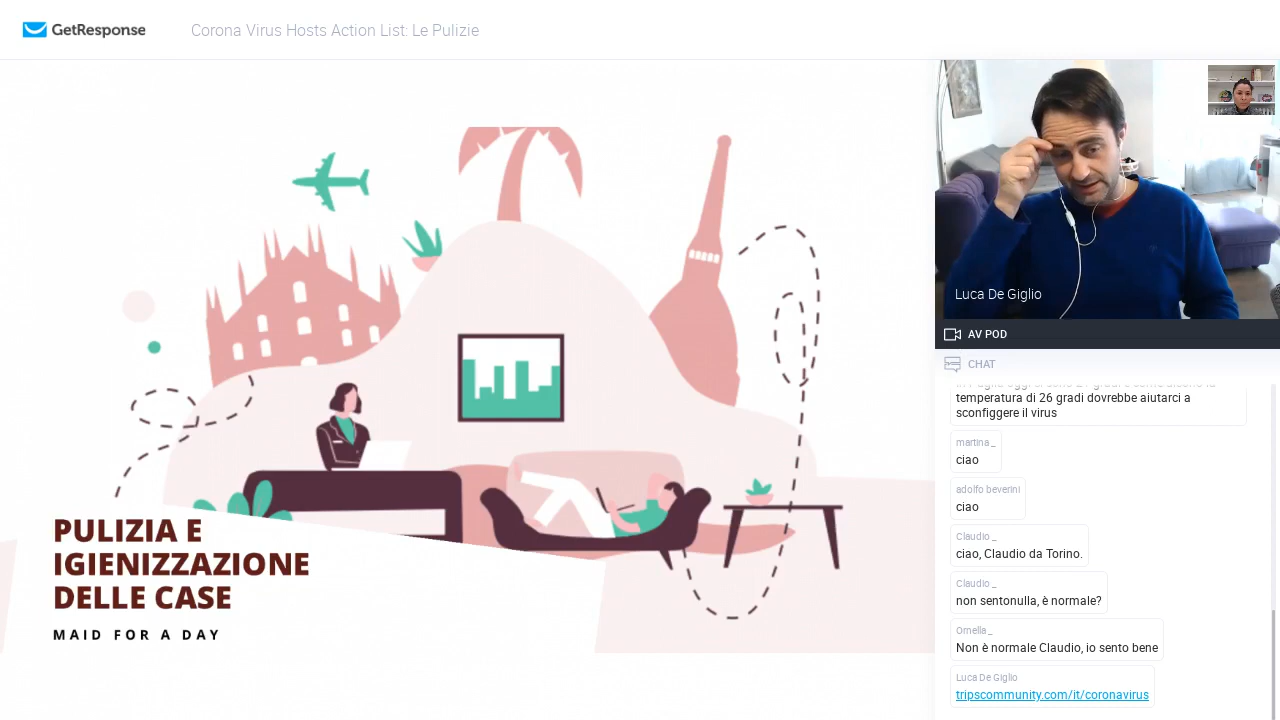 GetResponse
Corona Virus Hosts Action List: Le Pulizie
PULIZIA E
IGIENIZZAZIONE
DELLE CASE
MAID FOR A DAY
Luca De Giglio
AV POD
CHAT
temperatura di 26 gradi dovrebbe aiutarci a
sconfiggere il virus
martina _
ciao
adolfo beverini
ciao
Claudio _
ciao, Claudio da Torino.
Claudio _
non sentonulla, è normale?
Ornella _
Non è normale Claudio, io sento bene
Luca De Giglio
tripscommunity.com/it/coronavirus